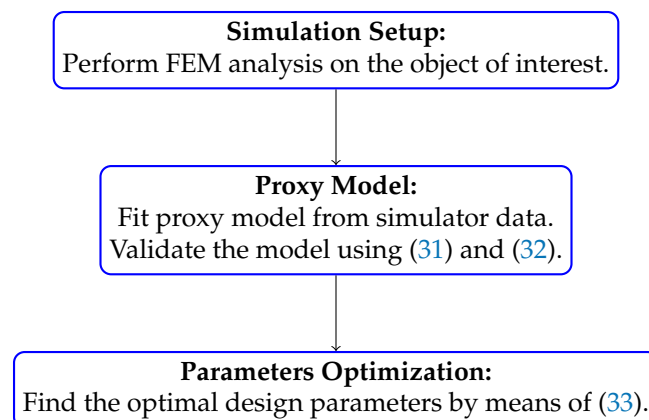 Simulation Setup:
Perform FEM analysis on the object of interest.
Proxy Model:
Fit proxy model from simulator data.
Validate the model using (31) and (32).
Parameters Optimization:
Find the optimal design parameters by means of (33).